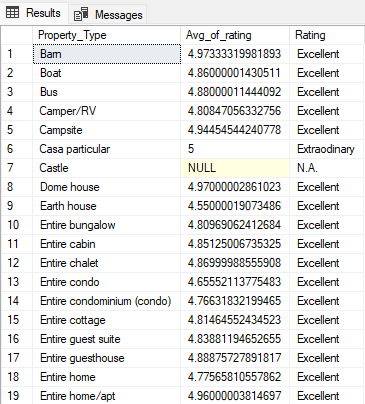 Results Messages
Property_Type Avg_of_rating Rating
1 Barn 4.97333319981893 Excellent
2 Boat 4.86000001430511 Excellent
3 Bus 4.88000011444092 Excellent
4 Camper/RV 4.80847056332756 Excellent
5 Campsite 4.94454544240778 Excellent
6 Casa particular 5 Extraodinary
7 Castle NULL N.A.
8 Dome house 4.97000002861023 Excellent
9 Earth house 4.55000019073486 Excellent
10 Entire bungalow 4.80969062412684 Excellent
11 Entire cabin 4.85125006735325 Excellent
12 Entire chalet 4.86999988555908 Excellent
13 Entire condo 4.65552113775483 Excellent
14 Entire condominium (condo) 4.76631832199465 Excellent
15 Entire cottage 4.81464552434523 Excellent
16 Entire guest suite 4.83881194652655 Excellent
17 Entire guesthouse 4.88875727891817 Excellent
18 Entire home 4.77565810557862 Excellent
19 Entire home/apt 4.96000003814697 Excellent